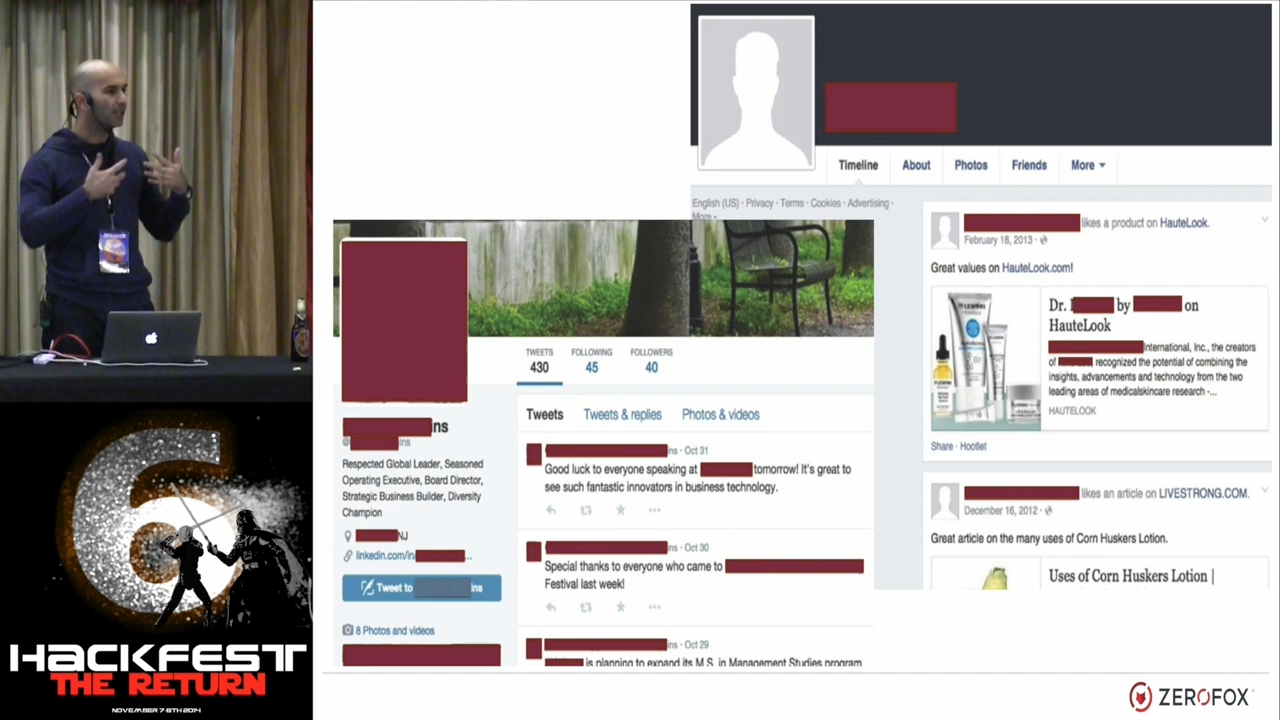 HACKFEST
THE RETURN
NOVEMBER 7-8TH 2014
Timeline
About
Photos
Friends
More
English (US) · Privacy · Terms · Cookies · Advertising ·
More
likes a product on HauteLook.
February 18, 2013 ·
Great values on HauteLook.com!
Dr. by on
HauteLook
International, Inc., the creators
of recognized the potential of combining the
insights, advancements and technology from the two
leading areas of medicalskincare research -...
HAUTELOOK
Share · Hootlet
likes an article on LIVESTRONG.COM.
December 16, 2012 ·
Great article on the many uses of Corn Huskers Lotion.
Uses of Corn Huskers Lotion |
TWEETS FOLLOWING FOLLOWERS
430 45 40
ns
@ ins
Respected Global Leader, Seasoned
Operating Executive, Board Director,
Strategic Business Builder, Diversity
Champion
NJ
linkedin.com/in/ ...
Tweet to ins
8 Photos and videos
Tweets Tweets & replies Photos & videos
ns · Oct 31
Good luck to everyone speaking at tomorrow! It's great to
see such fantastic innovators in business technology.
ns · Oct 30
Special thanks to everyone who came to
Festival last week!
ns · Oct 29
is planning to expand its M.S. in Management Studies program
ZEROFOX